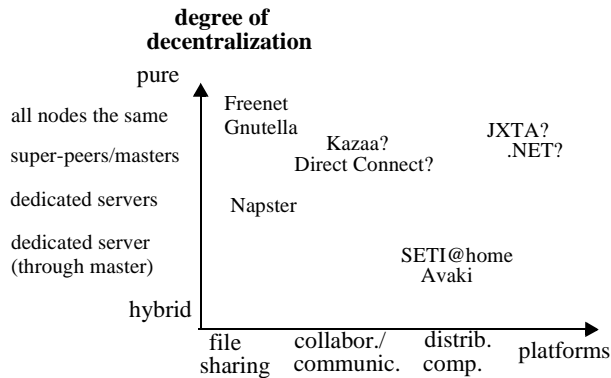 degree of
decentralization
pure
all nodes the same
super-peers/masters
dedicated servers
dedicated server
(through master)
hybrid
Freenet
Gnutella
Kazaa?
Direct Connect?
JXTA?
.NET?
Napster
SETI@home
Avaki
file
sharing
collabor./
communic.
distrib.
comp.
platforms